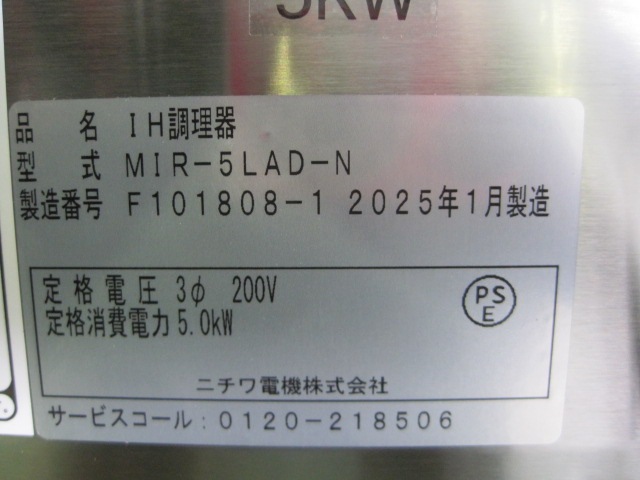 5KW
品名 IH調理器
型式 MIR-5LAD-N
製造番号 F101808-1 2025年1月製造
定格電圧 3φ 200V
定格消費電力5.0kW
PS
E
ニチワ電機株式会社
サービスコール:0120-218506